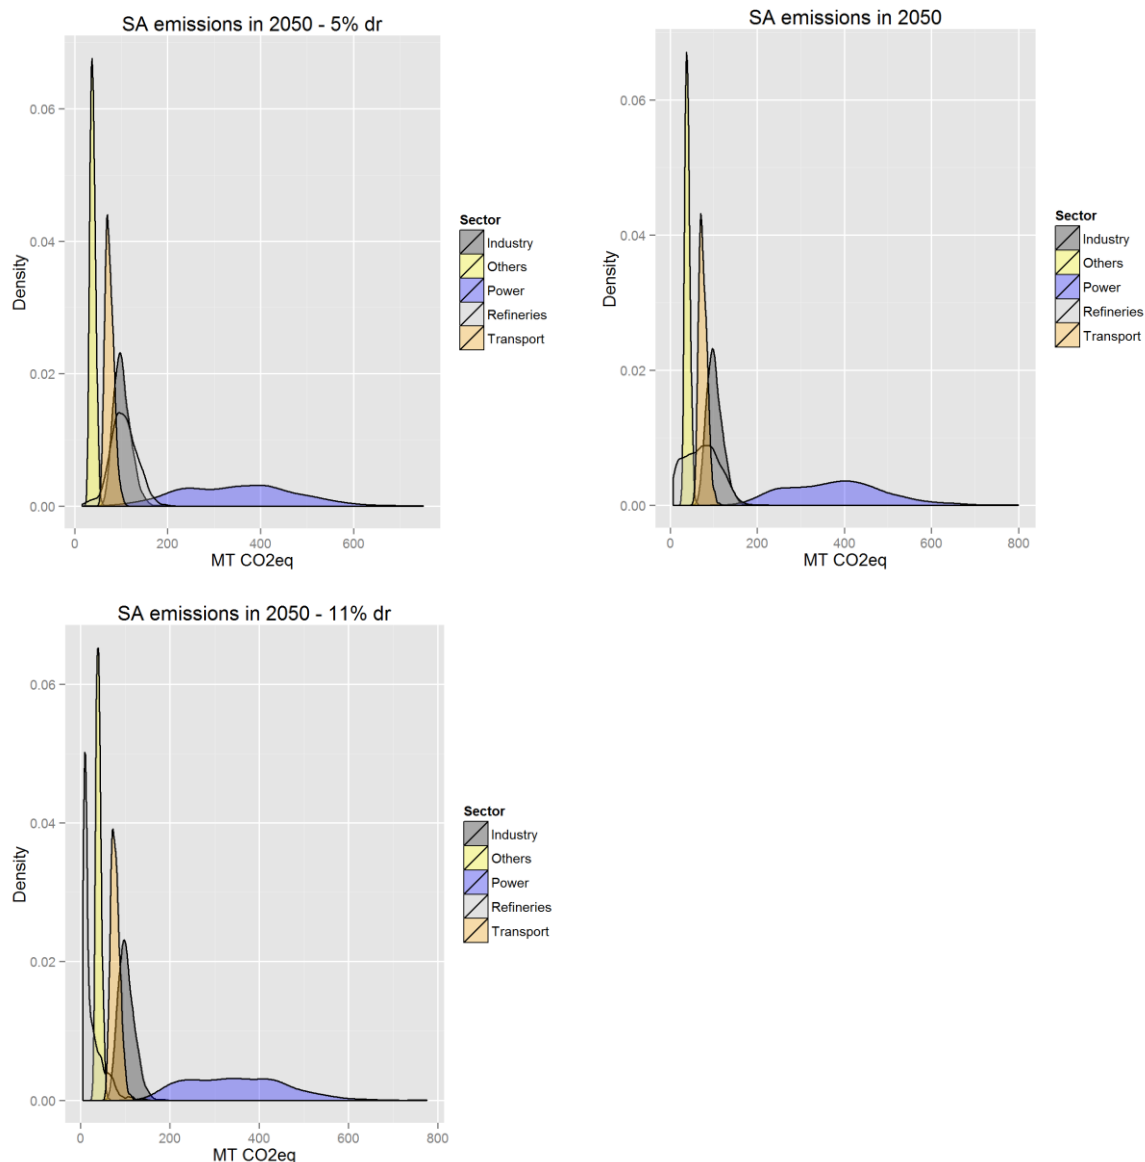 SA emissions in 2050 - 5% dr
0.06
0.04
0.02
0.00
Density
0 200 400 600
MT CO2eq
Sector
Industry
Others
Power
Refineries
Transport
SA emissions in 2050
0.06
0.04
0.02
0.00
Density
0 200 400 600 800
MT CO2eq
Sector
Industry
Others
Power
Refineries
Transport
SA emissions in 2050 - 11% dr
0.06
0.04
0.02
0.00
Density
0 200 400 600 800
MT CO2eq
Sector
Industry
Others
Power
Refineries
Transport